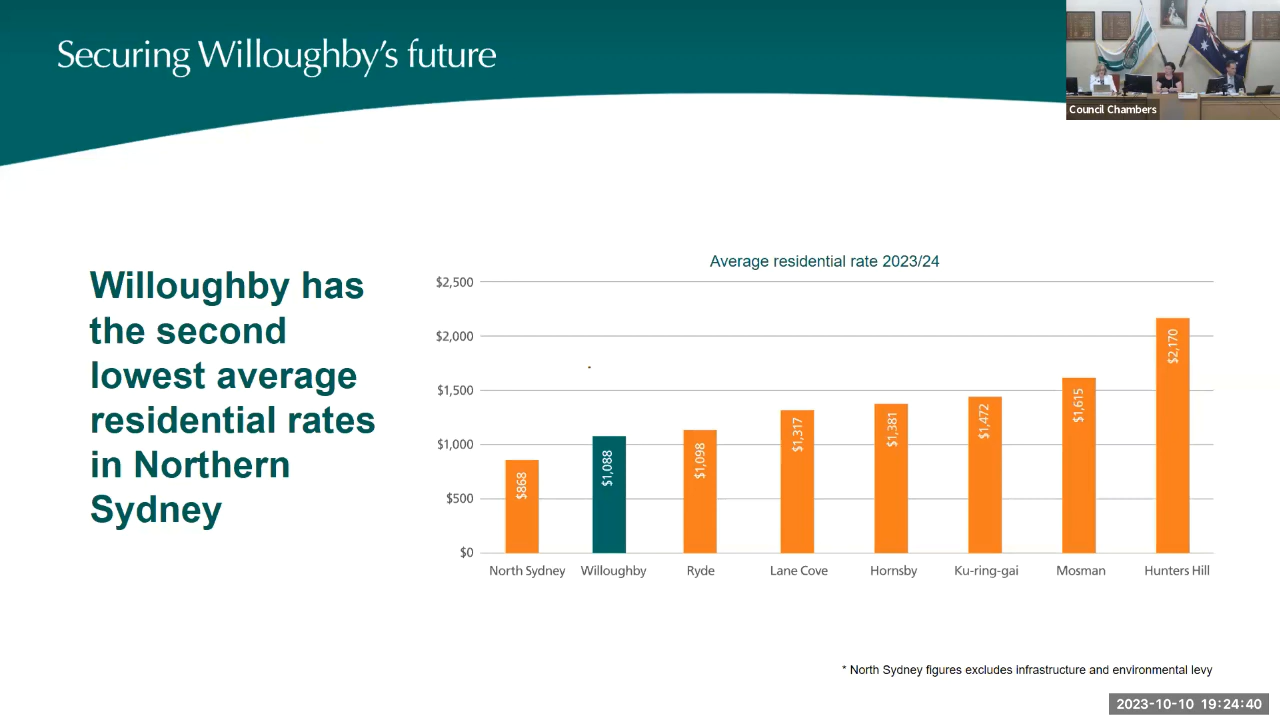 Securing Willoughby's future
Council Chambers
Willoughby has
the second
lowest average
residential rates
in Northern
Sydney
Average residential rate 2023/24
$2,500
$2,000
$1,500
$1,000
$500
$0
$868
$1,088
$1,098
$1,317
$1,381
$1,472
$1,615
$2,170
North Sydney
Willoughby
Ryde
Lane Cove
Hornsby
Ku-ring-gai
Mosman
Hunters Hill
* North Sydney figures excludes infrastructure and environmental levy
2023-10-10 19:24:40